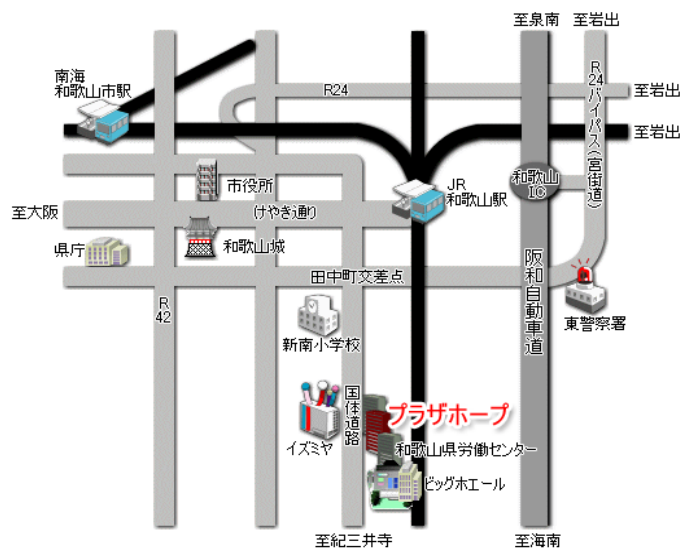 至泉南
至岩出
南海
和歌山市駅
R24
至岩出
R24バイパス(宮街道)
至岩出
市役所
和歌山
IC
JR
和歌山駅
至大阪
けやき通り
県庁
和歌山城
田中町交差点
阪和自動車道
R
42
東警察署
新南小学校
国体道路
プラザホープ
イズミヤ
和歌山県労働センター
ビッグホエール
至紀三井寺
至海南